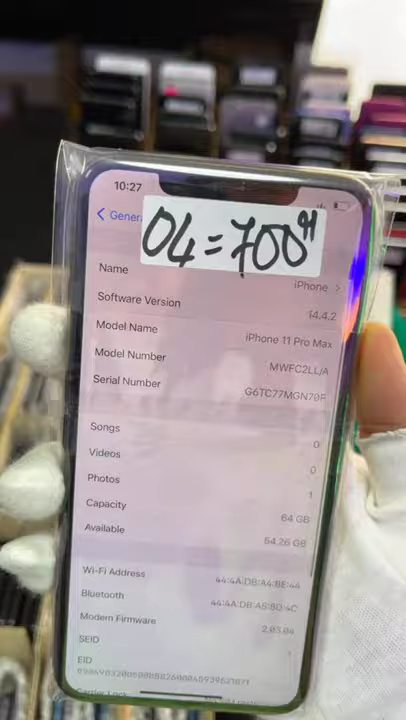 10:27
Gener
04=700
Name
iPhone
Software Version
14.4.2
Model Name
iPhone 11 Pro Max
Model Number
MWFC2LL/A
Serial Number
G6TC77MGN70F
Songs
0
Videos
0
Photos
1
Capacity
64 GB
Available
54.26 GB
Wi-Fi Address
44:4A:DB:A4:BE:44
Bluetooth
44:4A:DB:A5:8D:4C
Modem Firmware
2.03.04
SEID
EID
Carrier Lock